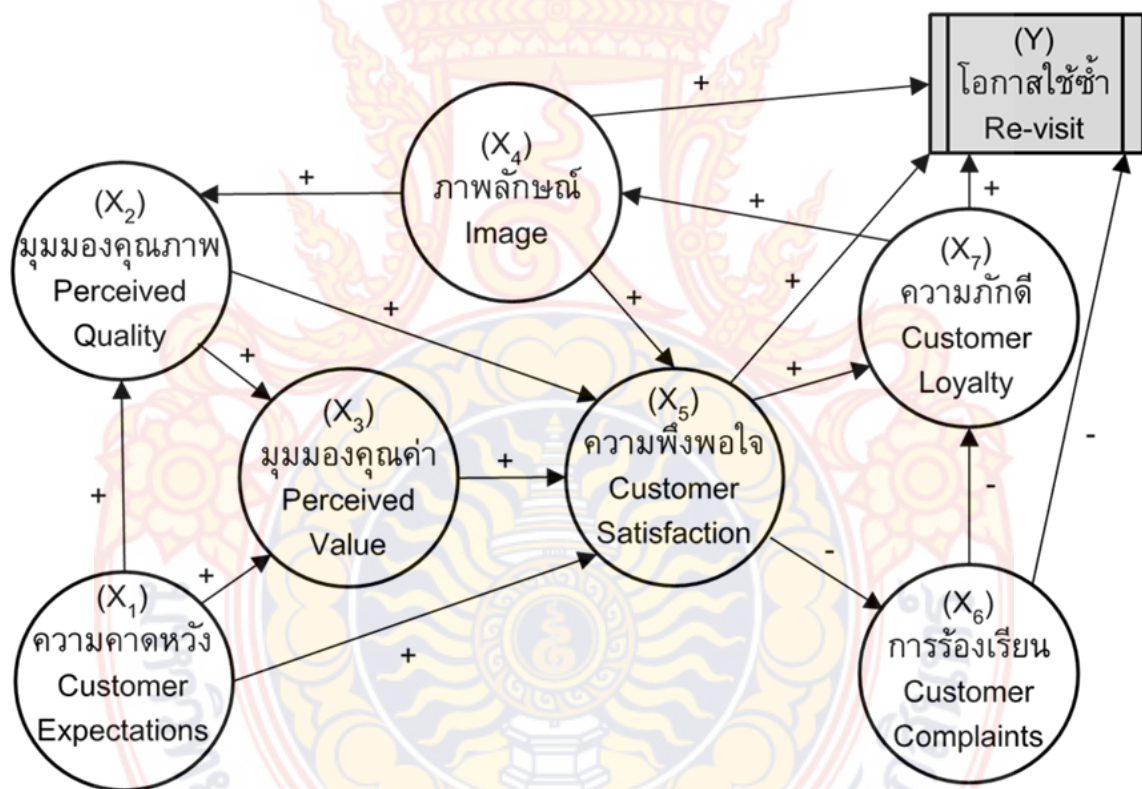 (Y)
โอกาสใช้ซ้ำ
Re-visit
+
(X₄)
ภาพลักษณ์
Image
+
+
(X₂)
มุมมองคุณภาพ
Perceived
Quality
+
(X₇)
ความภักดี
Customer
Loyalty
+
+
+
+
+
+
(X₃)
มุมมองคุณค่า
Perceived
Value
+
(X₅)
ความพึงพอใจ
Customer
Satisfaction
-
+
-
-
+
+
(X₁)
ความคาดหวัง
Customer
Expectations
(X₆)
การร้องเรียน
Customer
Complaints